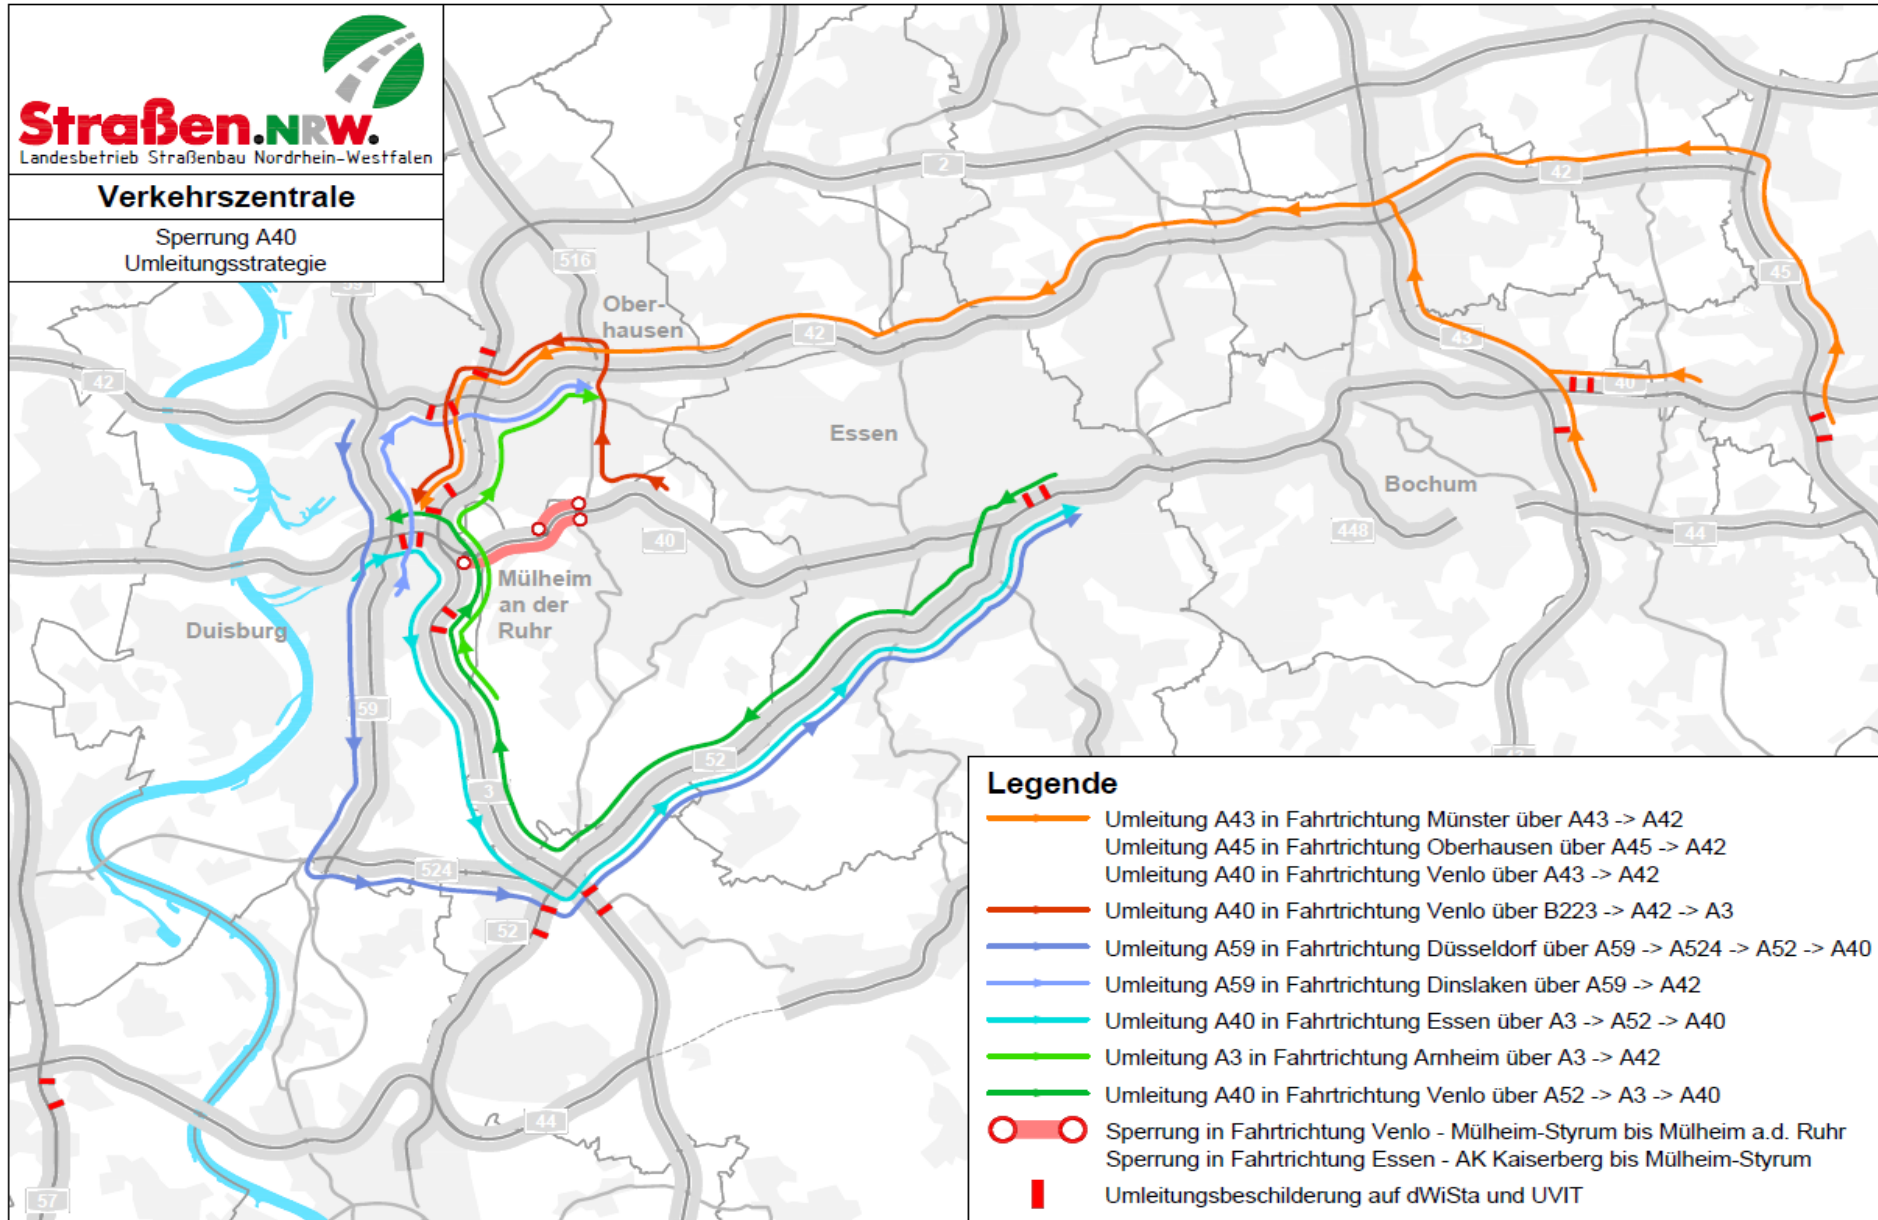 Straßen.NRW.
Landesbetrieb Straßenbau Nordrhein-Westfalen
Verkehrszentrale
Sperrung A40
Umleitungsstrategie
59
516
2
42
45
Ober-
hausen
42
43
42
40
Essen
Bochum
448
44
40
Mülheim
an der
Ruhr
Duisburg
59
52
3
524
52
44
57
Legende
Umleitung A43 in Fahrtrichtung Münster über A43 -> A42
Umleitung A45 in Fahrtrichtung Oberhausen über A45 -> A42
Umleitung A40 in Fahrtrichtung Venlo über A43 -> A42
Umleitung A40 in Fahrtrichtung Venlo über B223 -> A42 -> A3
Umleitung A59 in Fahrtrichtung Düsseldorf über A59 -> A524 -> A52 -> A40
Umleitung A59 in Fahrtrichtung Dinslaken über A59 -> A42
Umleitung A40 in Fahrtrichtung Essen über A3 -> A52 -> A40
Umleitung A3 in Fahrtrichtung Arnheim über A3 -> A42
Umleitung A40 in Fahrtrichtung Venlo über A52 -> A3 -> A40
Sperrung in Fahrtrichtung Venlo - Mülheim-Styrum bis Mülheim a.d. Ruhr
Sperrung in Fahrtrichtung Essen - AK Kaiserberg bis Mülheim-Styrum
Umleitungsbeschilderung auf dWiSta und UVIT